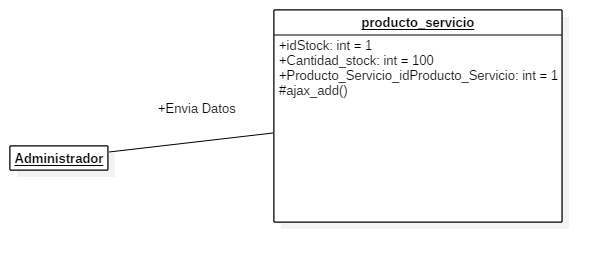 producto_servicio
+idStock: int = 1
+Cantidad_stock: int = 100
+Producto_Servicio_idProducto_Servicio: int = 1
#ajax_add()
+Envia Datos
Administrador